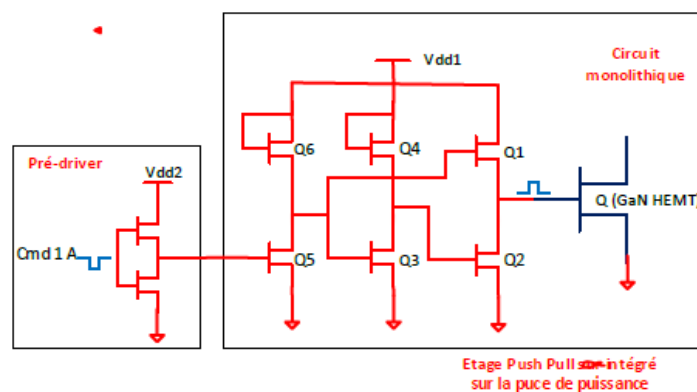 Vdd1
Circuit
monolithique
Q6
Q4
Q1
Pré-driver
Vdd2
Q (GaN HEMT)
Cmd 1 A
Q5
Q3
Q2
Etage Push Pull intégré
sur la puce de puissance